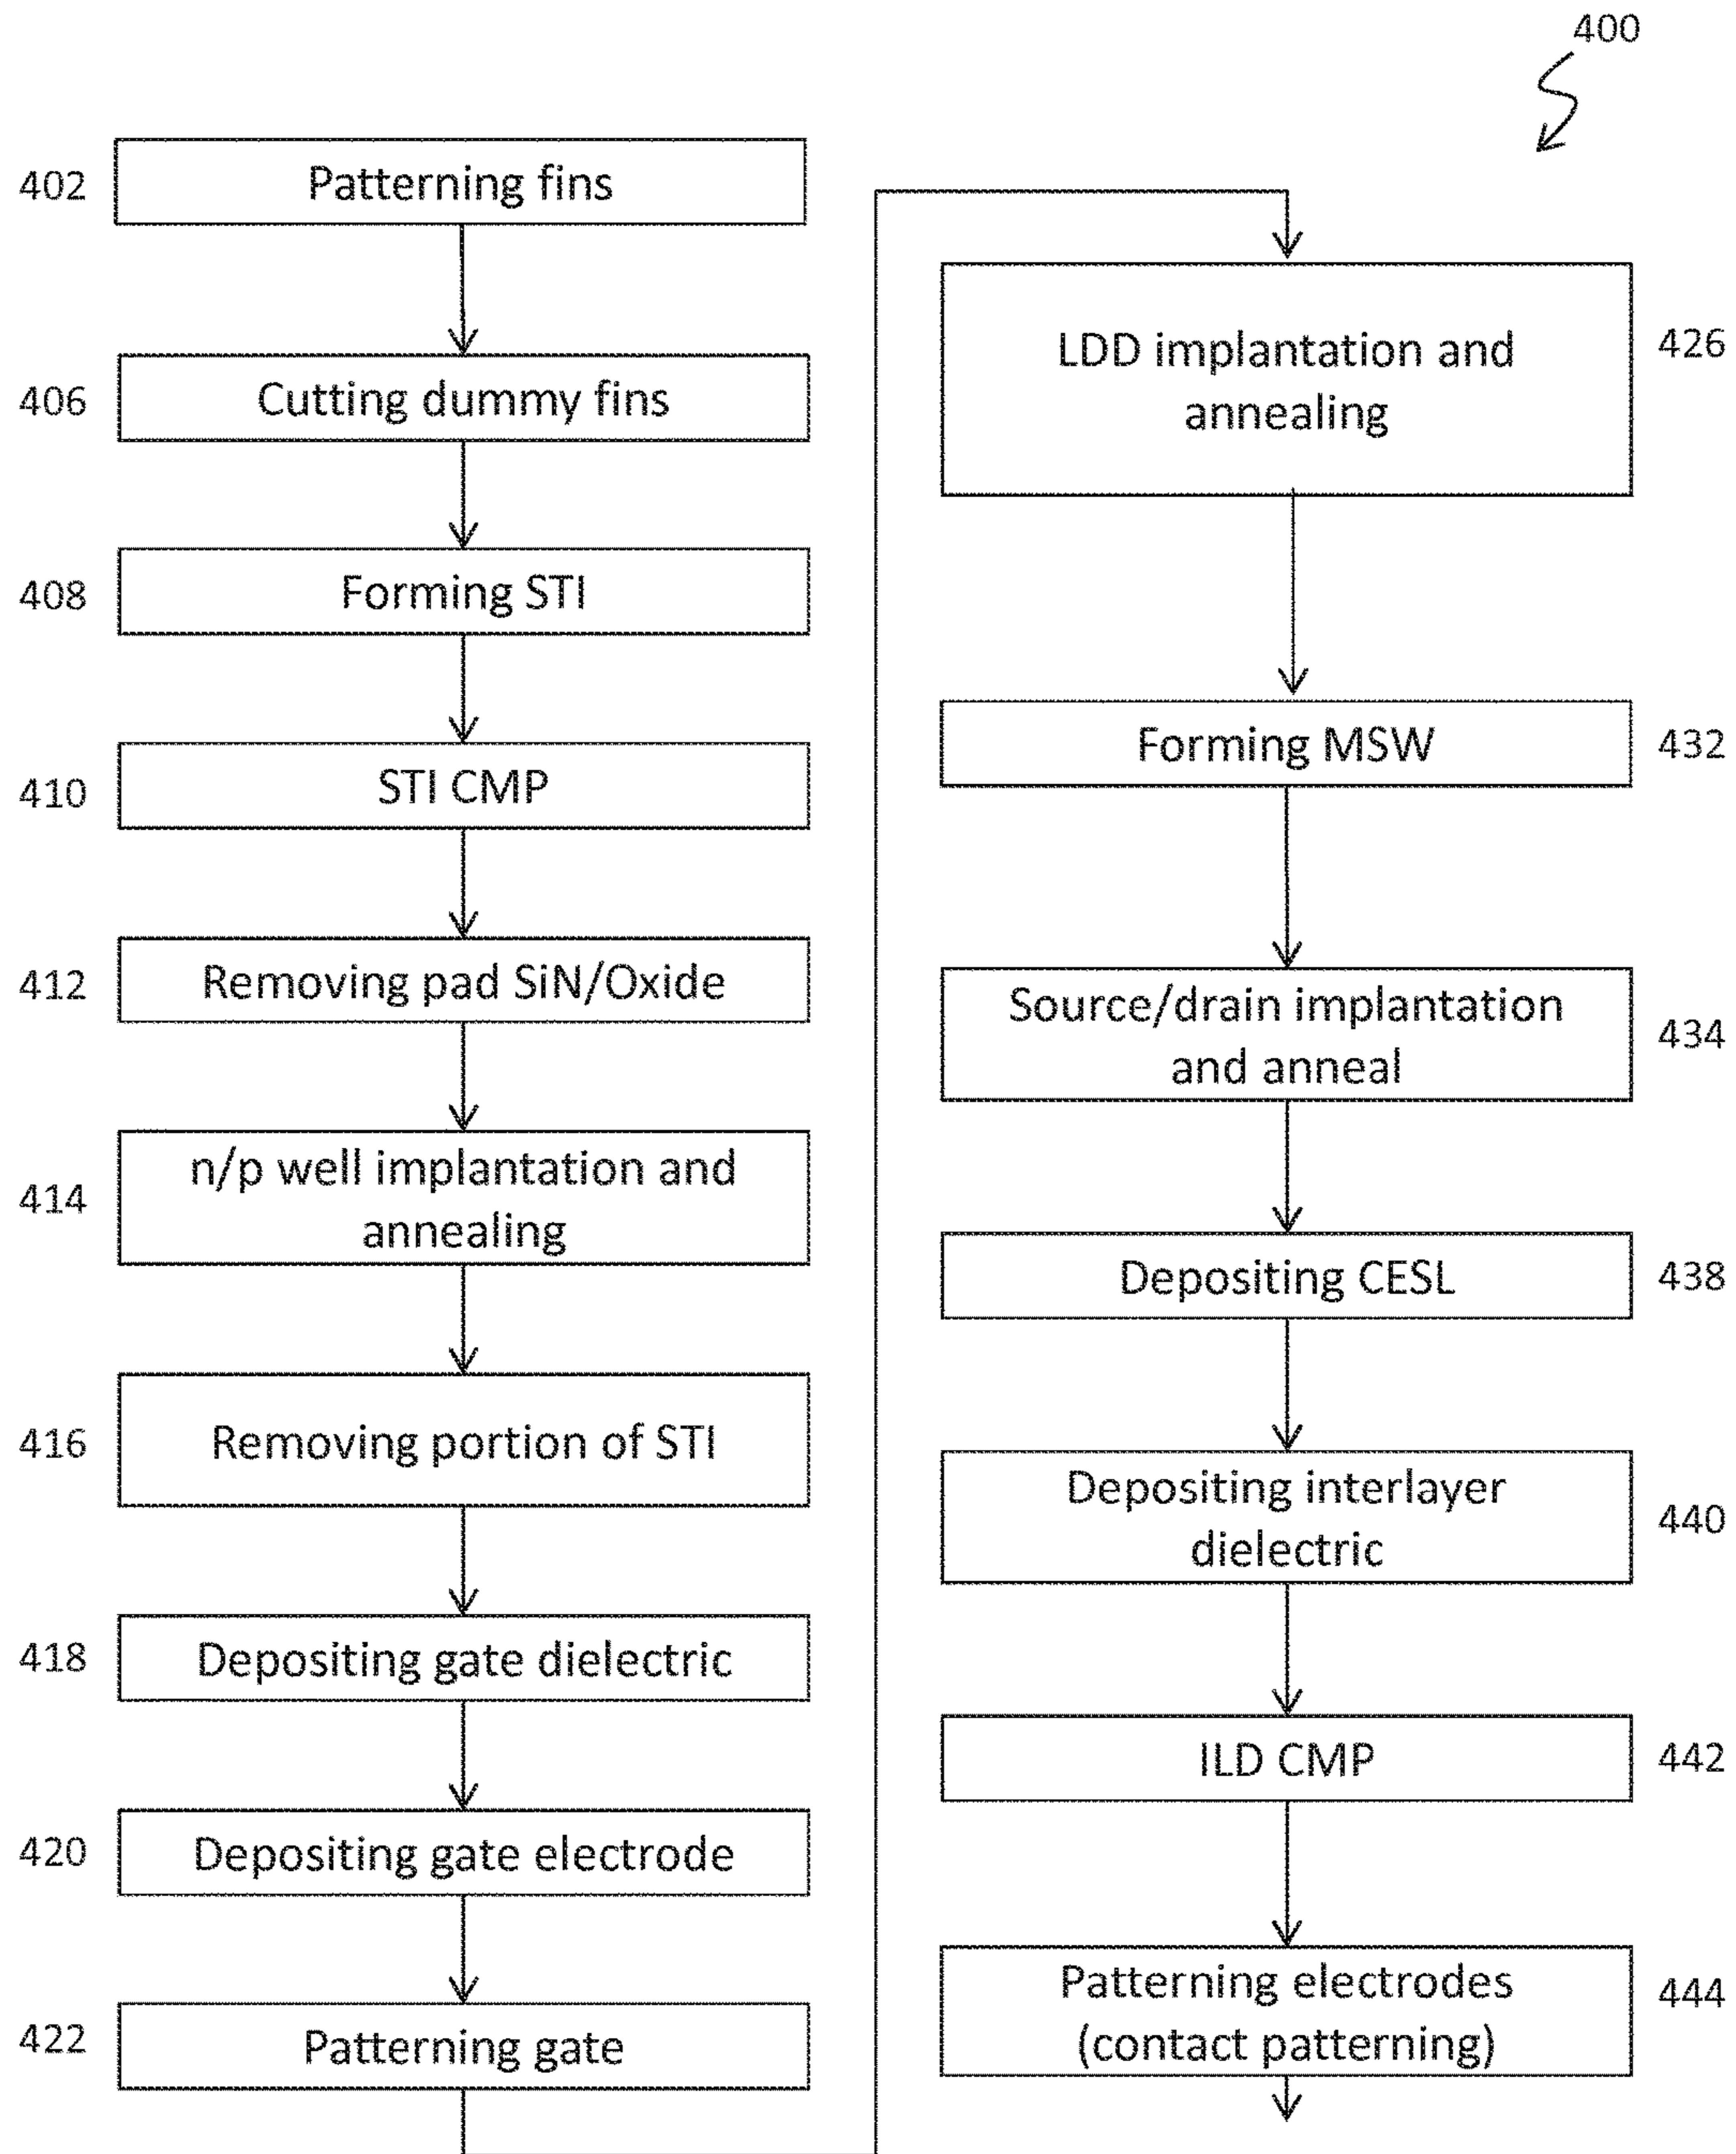 400
402
Patterning fins
406
Cutting dummy fins
408
Forming STI
410
STI CMP
412
Removing pad SiN/Oxide
414
n/p well implantation and
annealing
416
Removing portion of STI
418
Depositing gate dielectric
420
Depositing gate electrode
422
Patterning gate
LDD implantation and
annealing
426
Forming MSW
432
Source/drain implantation
and anneal
434
Depositing CESL
438
Depositing interlayer
dielectric
440
ILD CMP
442
Patterning electrodes
(contact patterning)
444